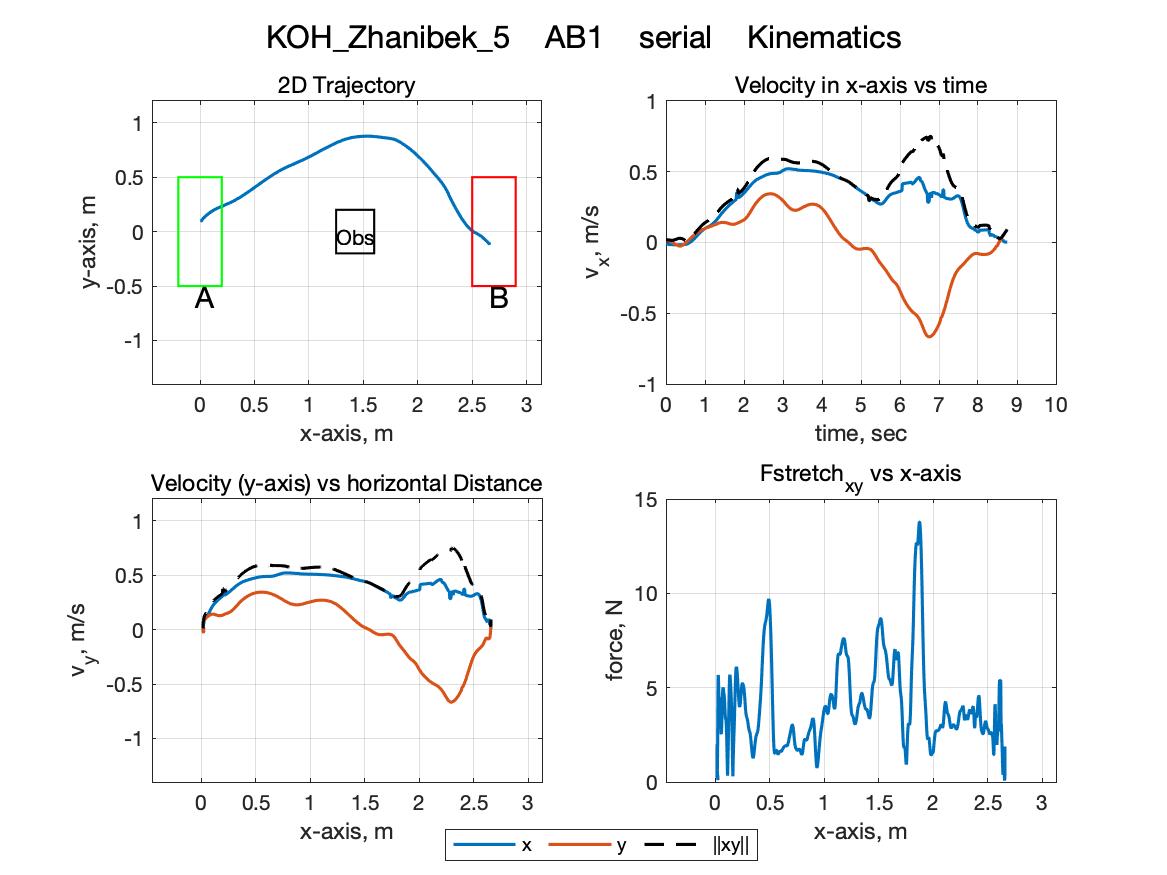 KOH_Zhanibek_5 AB1 serial Kinematics
2D Trajectory
1
0.5
0
-0.5
-1
y-axis, m
Obs
A
B
0 0.5 1 1.5 2 2.5 3
x-axis, m
Velocity in x-axis vs time
1
0.5
0
-0.5
-1
v_x, m/s
0 1 2 3 4 5 6 7 8 9 10
time, sec
Velocity (y-axis) vs horizontal Distance
1
0.5
0
-0.5
-1
v_y, m/s
0 0.5 1 1.5 2 2.5 3
x-axis, m
Fstretch_xy vs x-axis
15
10
5
0
force, N
0 0.5 1 1.5 2 2.5 3
x-axis, m
x y ||xy||